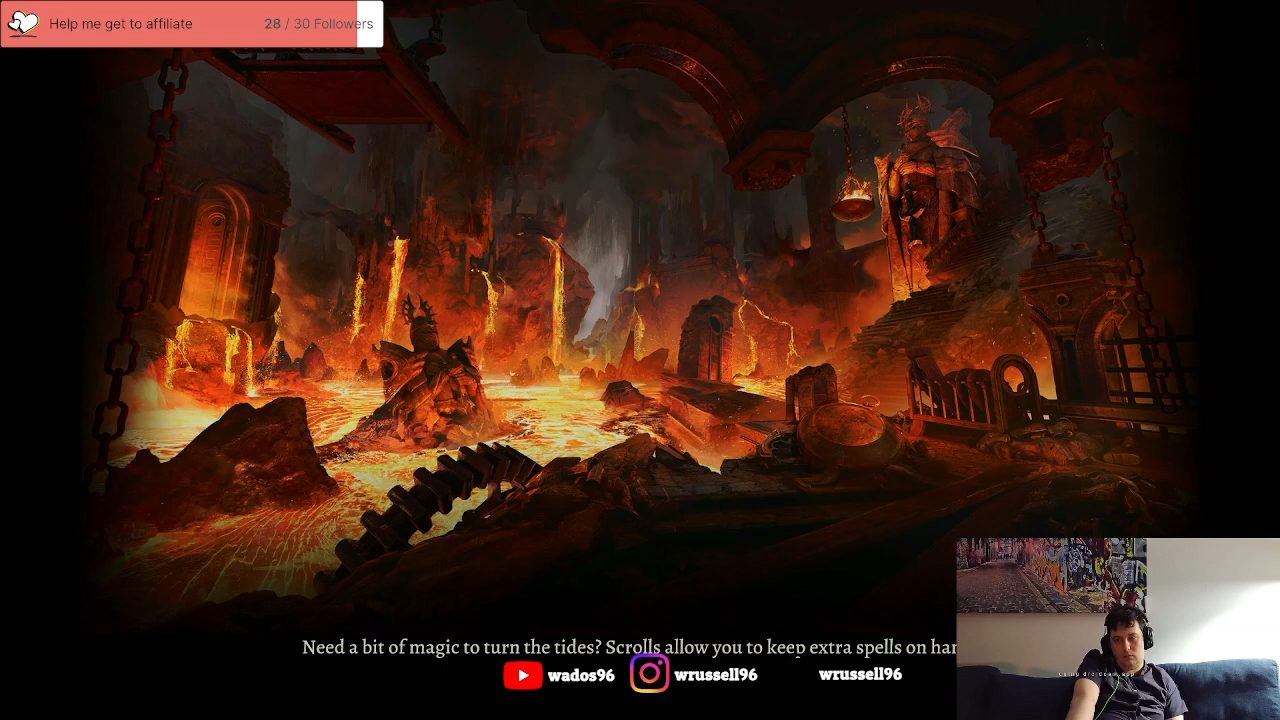 Help me get to affiliate 28 / 30 Followers
Need a bit of magic to turn the tides? Scrolls allow you to keep extra spells on
wados96 wrussell96 wrussell96